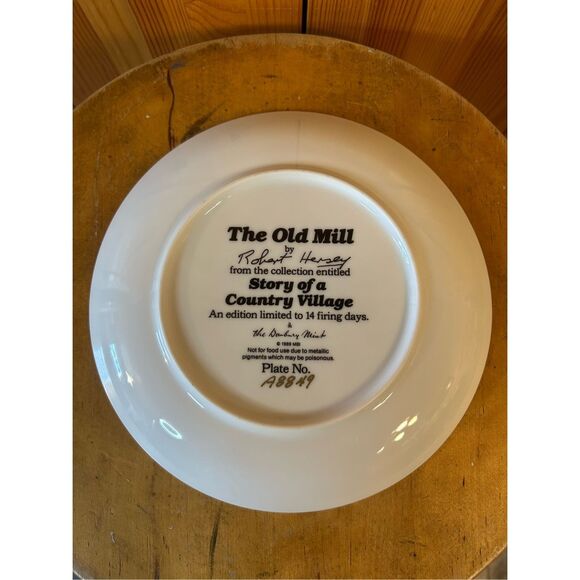 The Old Mill
by
Robert Hersey
from the collection entitled
Story of a
Country Village
An edition limited to 14 firing days.
&
The Danbury Mint
© 1989 MBI
Not for food use due to metallic
pigments which may be poisonous.
Plate No.
A8849